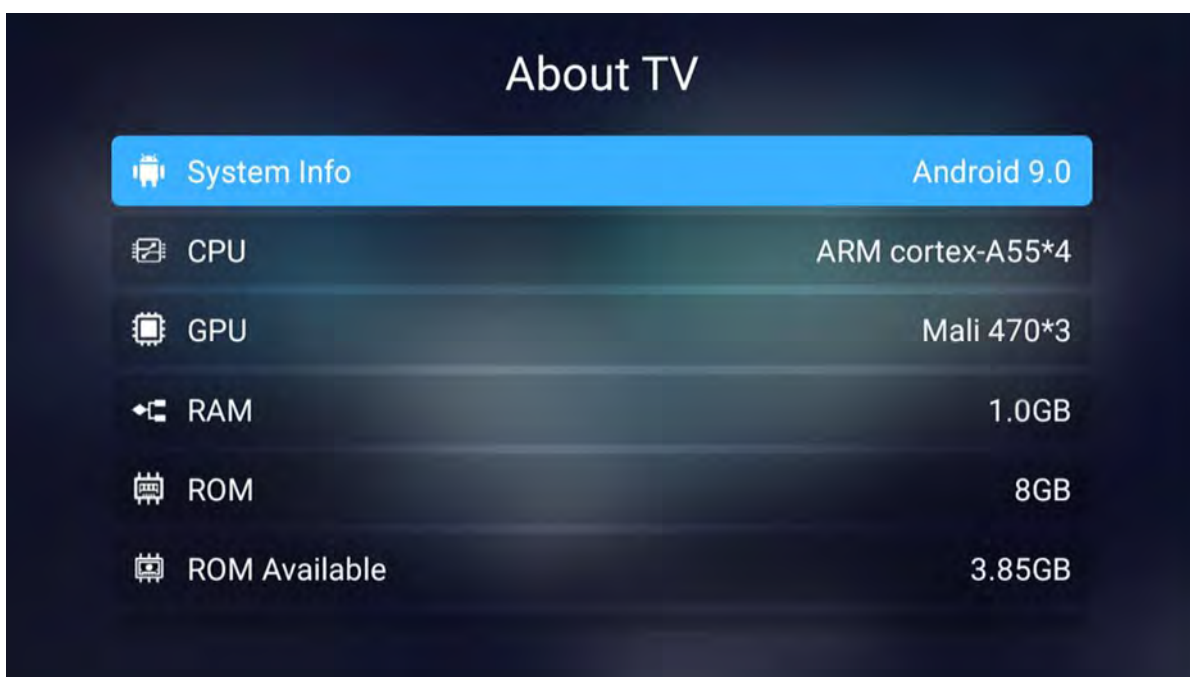 About TV
System Info Android 9.0
CPU ARM cortex-A55*4
GPU Mali 470*3
RAM 1.0GB
ROM 8GB
ROM Available 3.85GB